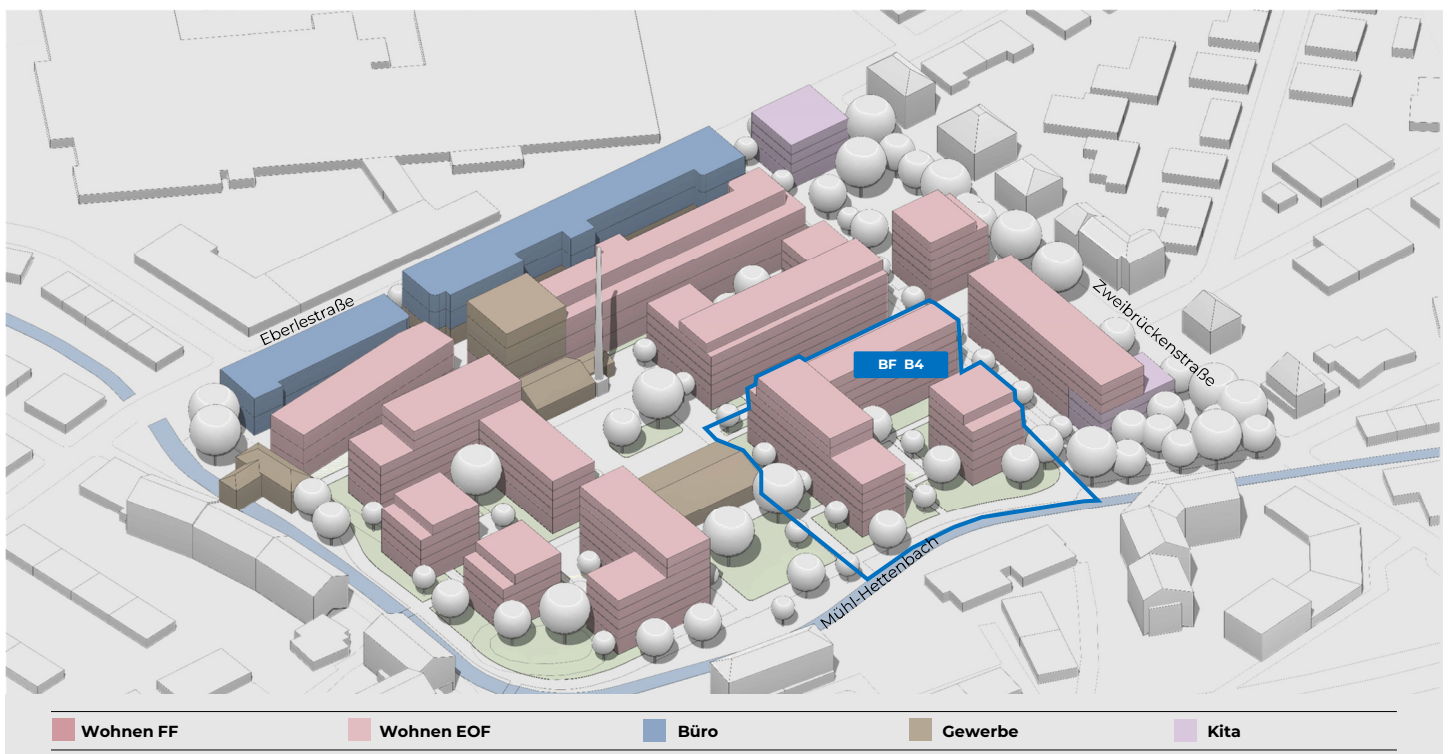 Eberlestraße
Zweibrückenstraße
BF B4
Mühl-Hettenbach
Wohnen FF
Wohnen EOF
Büro
Gewerbe
Kita